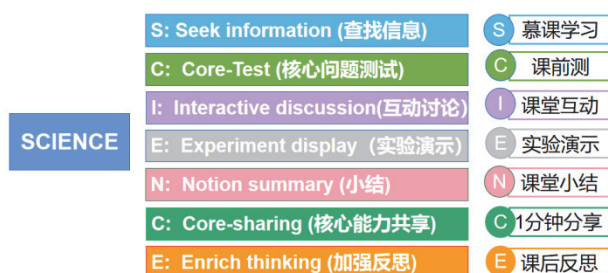 SCIENCE
S: Seek information (查找信息)
C: Core-Test (核心问题测试)
I: Interactive discussion(互动讨论)
E: Experiment display (实验演示)
N: Notion summary (小结)
C: Core-sharing (核心能力共享)
E: Enrich thinking (加强反思)
S 慕课学习
C 课前测
I 课堂互动
E 实验演示
N 课堂小结
C 1分钟分享
E 课后反思